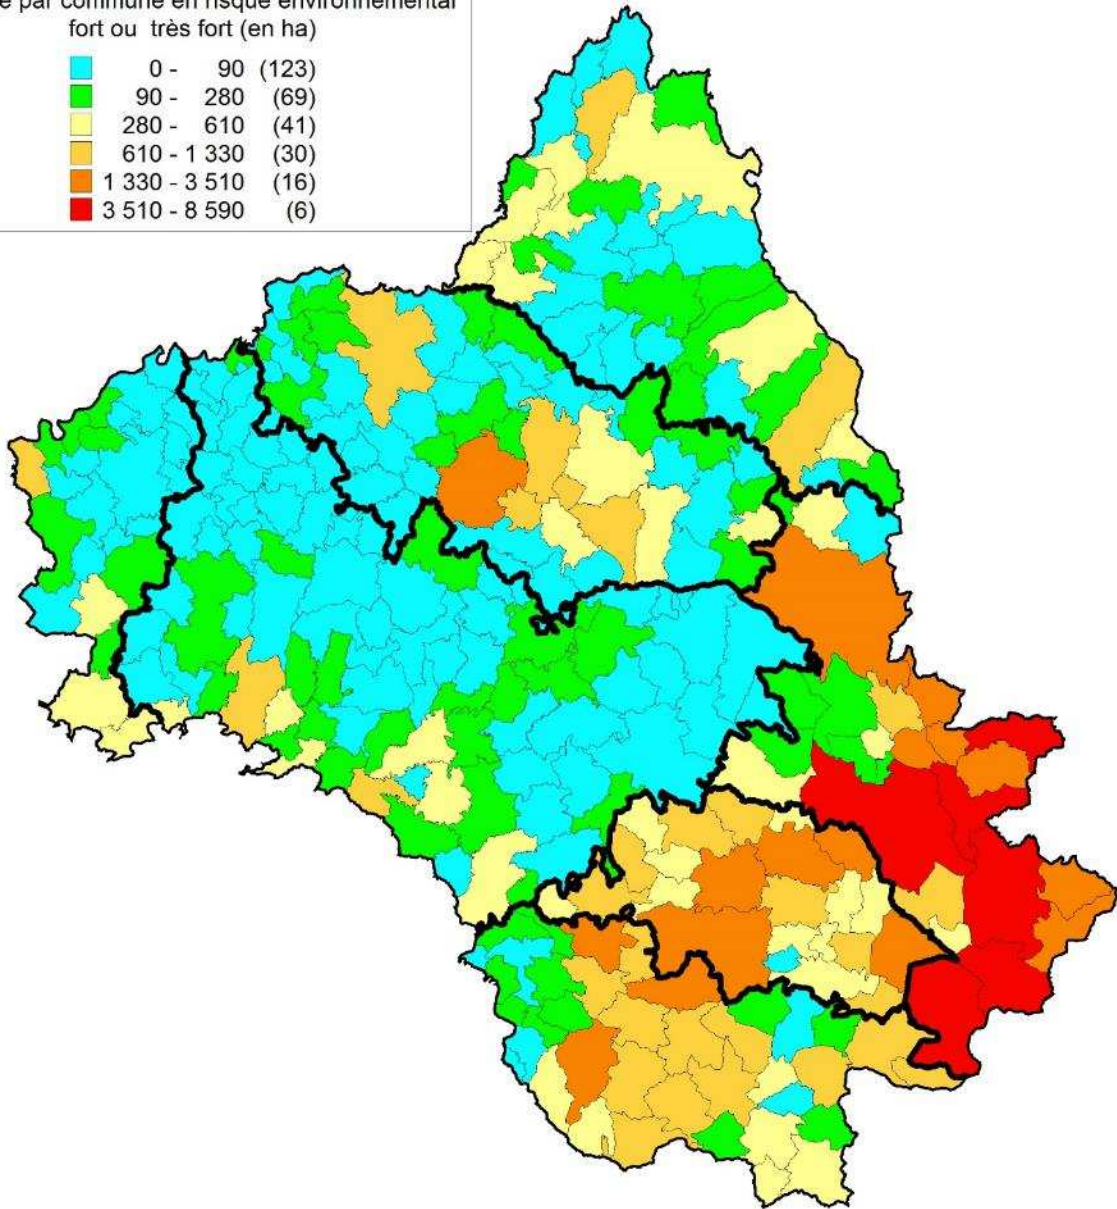 par commune en risque environnemental
fort ou très fort (en ha)
0 - 90 (123)
90 - 280 (69)
280 - 610 (41)
610 - 1 330 (30)
1 330 - 3 510 (16)
3 510 - 8 590 (6)